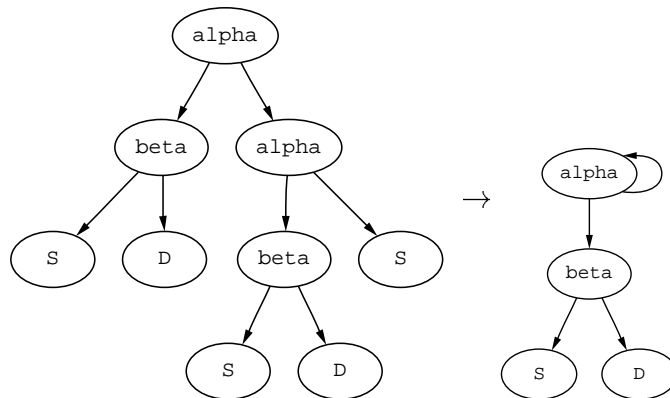 alpha
beta alpha
alpha
→
S D beta S
beta
S D
S D